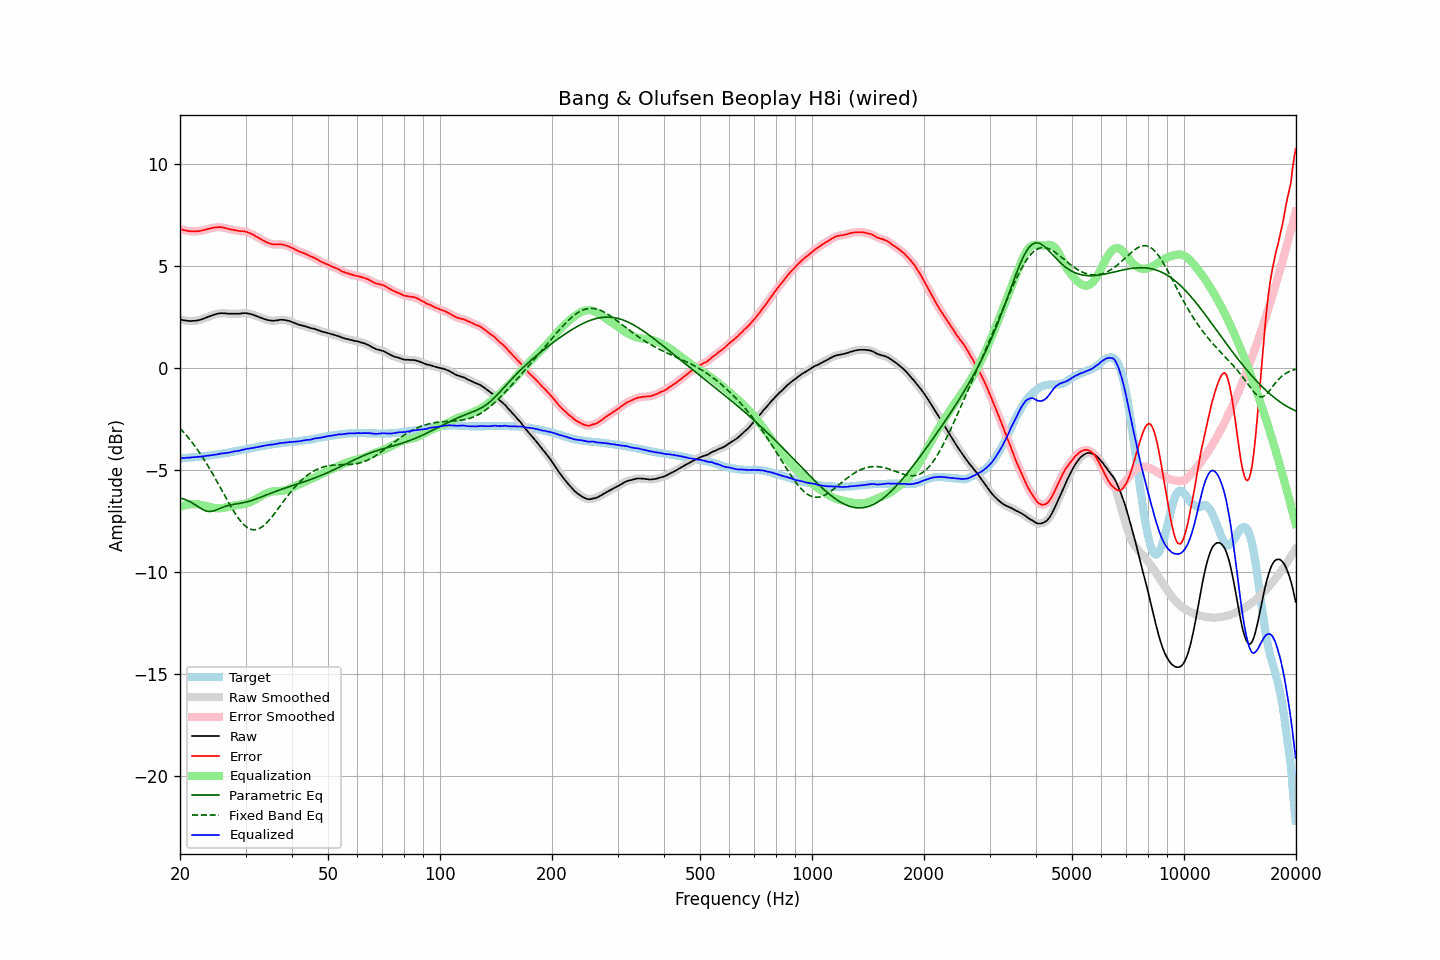 Bang & Olufsen Beoplay H8i (wired)
Amplitude (dBr)
10
5
0
−5
−10
−15
−20
Target
Raw Smoothed
Error Smoothed
Raw
Error
Equalization
Parametric Eq
Fixed Band Eq
Equalized
20 50 100 200 500 1000 2000 5000 10000 20000
Frequency (Hz)